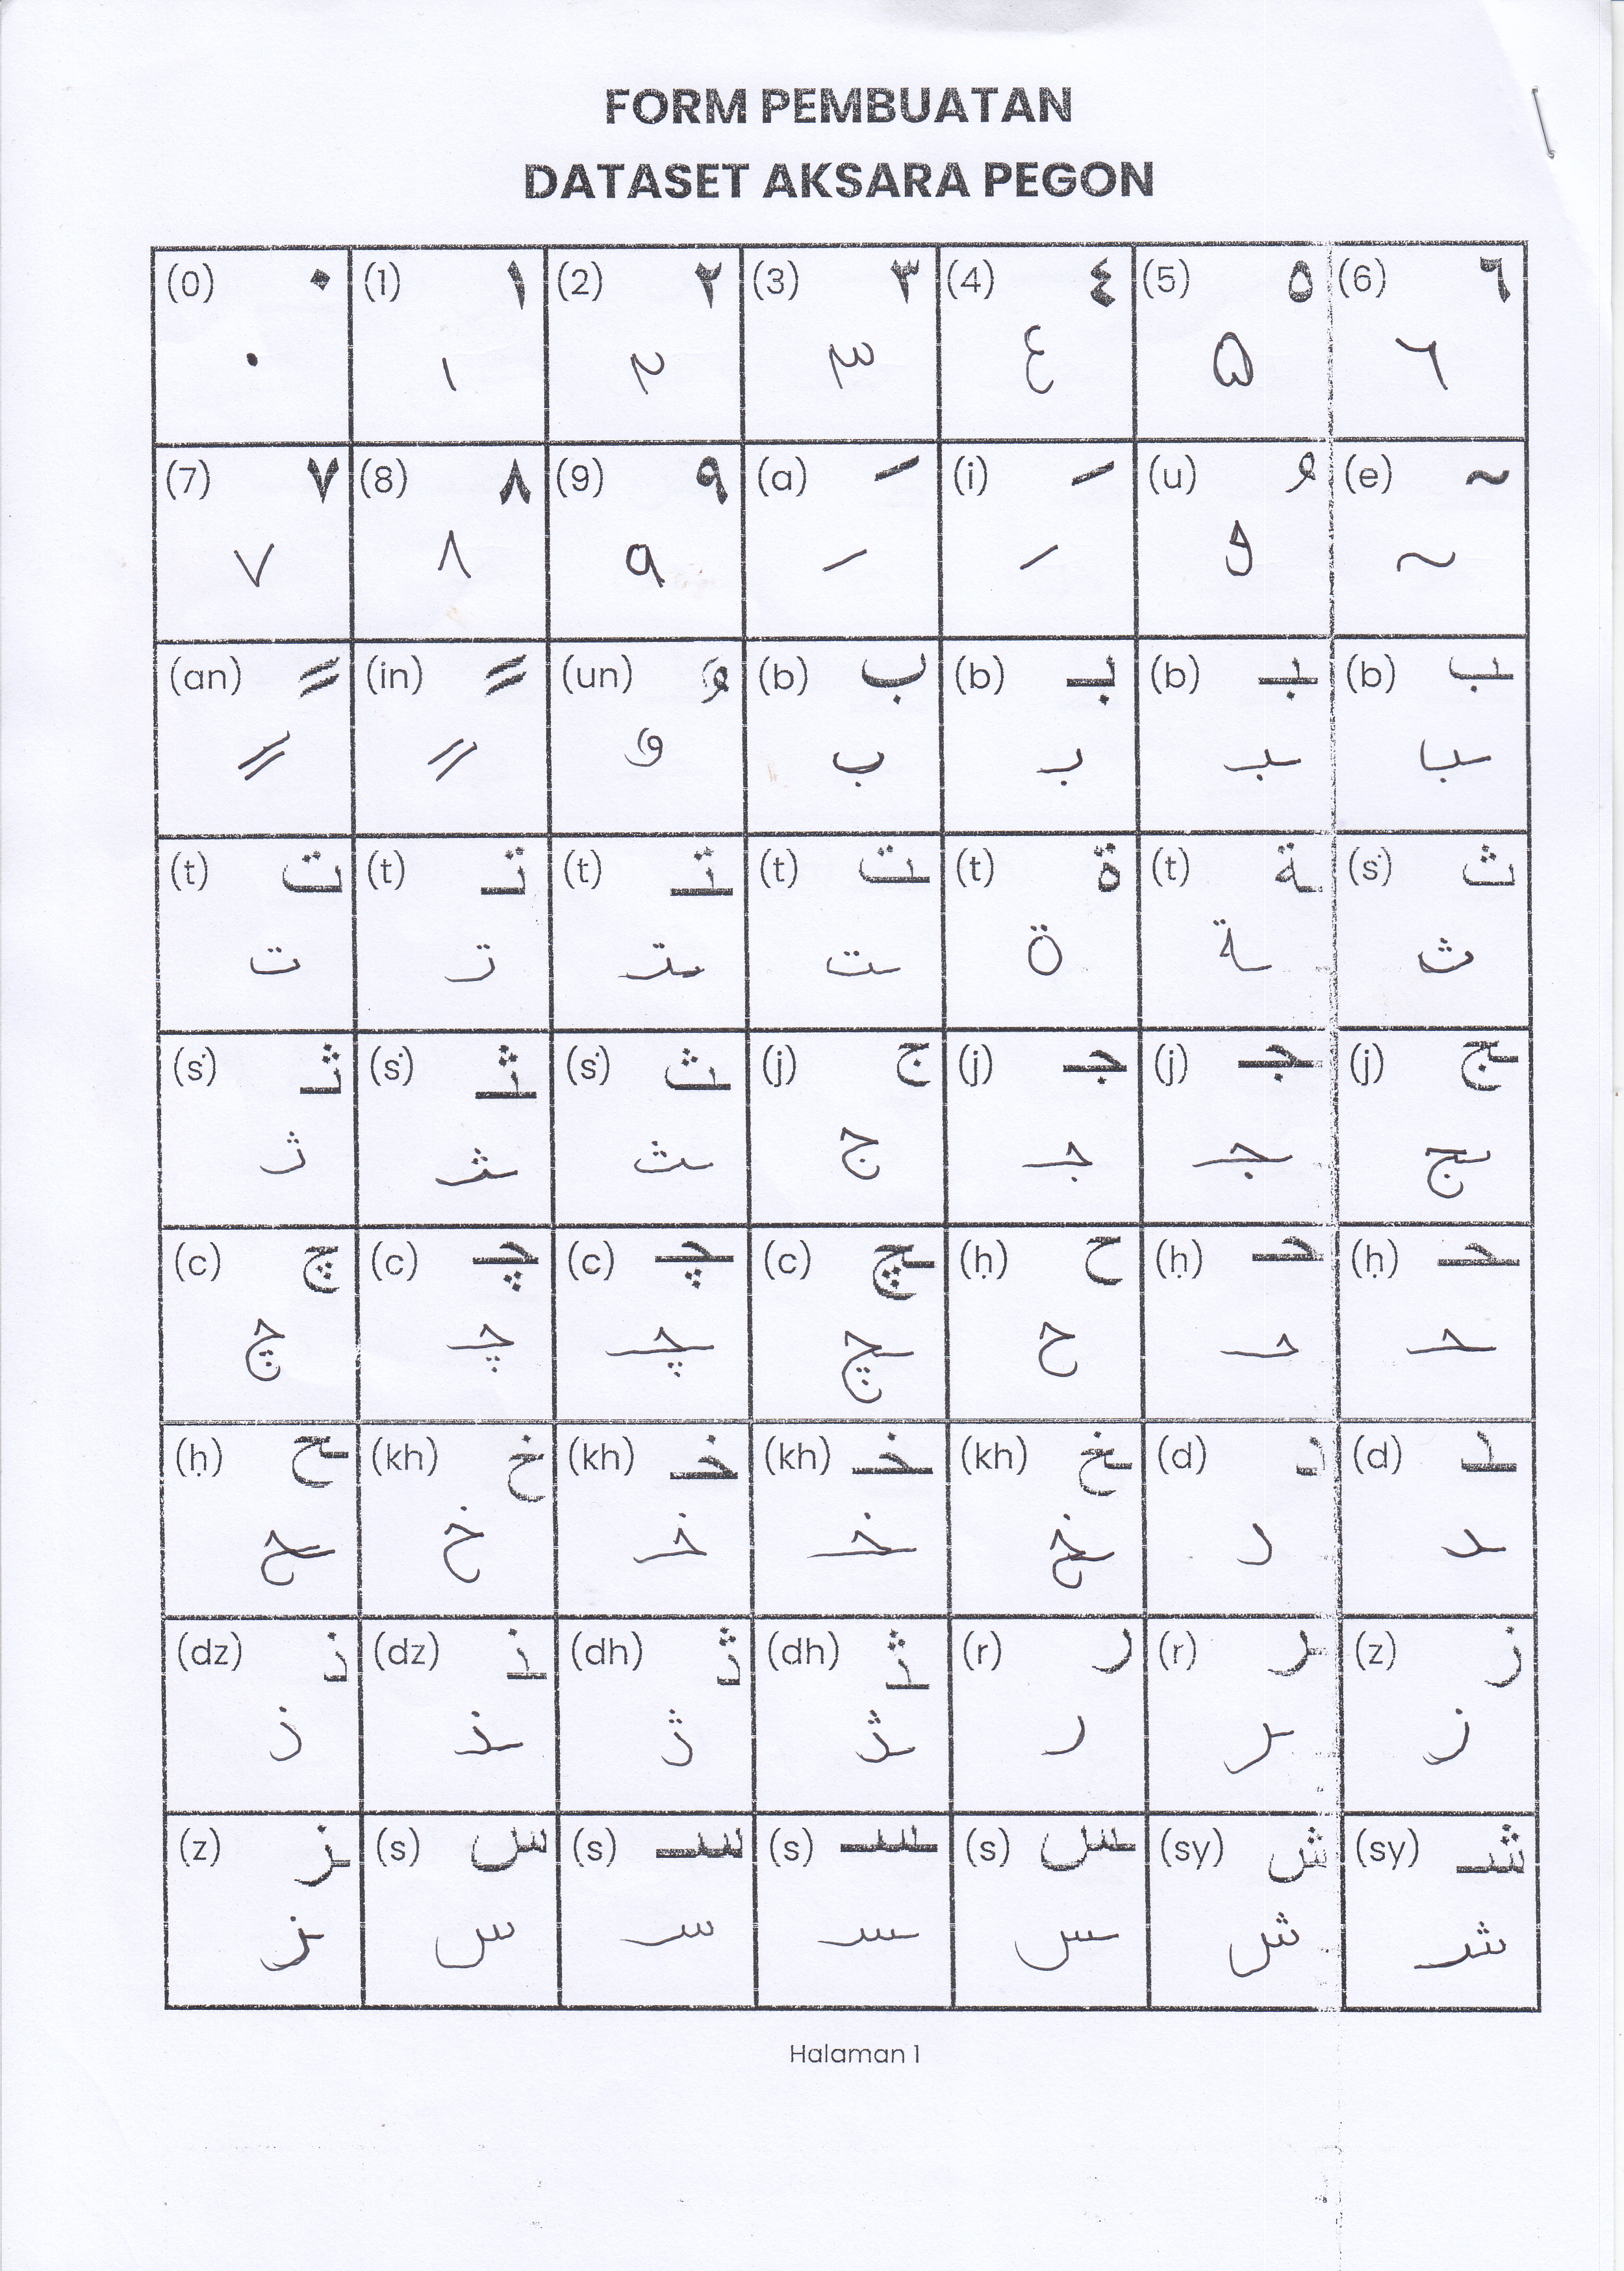 FORM PEMBUATAN
DATASET AKSARA PEGON
(0) ٠ (1) ١ (2) ٢ (3) ٣ (4) ٤ (5) ٥ (6) ٦
٠ ١ ٢ ٣ ٤ ۵ ٦
(7) ٧ (8) ٨ (9) ٩ (a) ـَ (i) ـِ (u) ـُ (e) ~
٧ ٨ ٩ ـَ ـِ ـُ ~
(an) ـً (in) ـٍ (un) ـٌ (b) ب (b) بـ (b) ـبـ (b) ـب
ـً ـٍ ـٌ ب بـ ـبـ ـب
(t) ت (t) تـ (t) ـتـ (t) ـت (t) ة (t) ـة (ṡ) ث
ت تـ ـتـ ـت ة ـة ث
(ṡ) ثـ (ṡ) ـثـ (ṡ) ـث (j) ج (j) جـ (j) ـجـ (j) ـج
ثـ ـثـ ـث ج جـ ـجـ ـج
(c) چ (c) چـ (c) ـچـ (c) ـچ (ḥ) ح (ḥ) حـ (ḥ) ـحـ
چ چـ ـچـ ـچ ح حـ ـحـ
(ḥ) ـح (kh) خ (kh) خـ (kh) ـخـ (kh) ـخ (d) د (d) ـد
ـح خ خـ ـخـ ـخ د ـد
(dz) ذ (dz) ـذ (dh) ڎ (dh) ـڎ (r) ر (r) ـر (z) ز
ذ ـذ ڎ ـڎ ر ـر ز
(z) ـز (s) س (s) سـ (s) ـسـ (s) ـس (sy) ش (sy) شـ
ـز س سـ ـسـ ـس ش شـ
Halaman 1